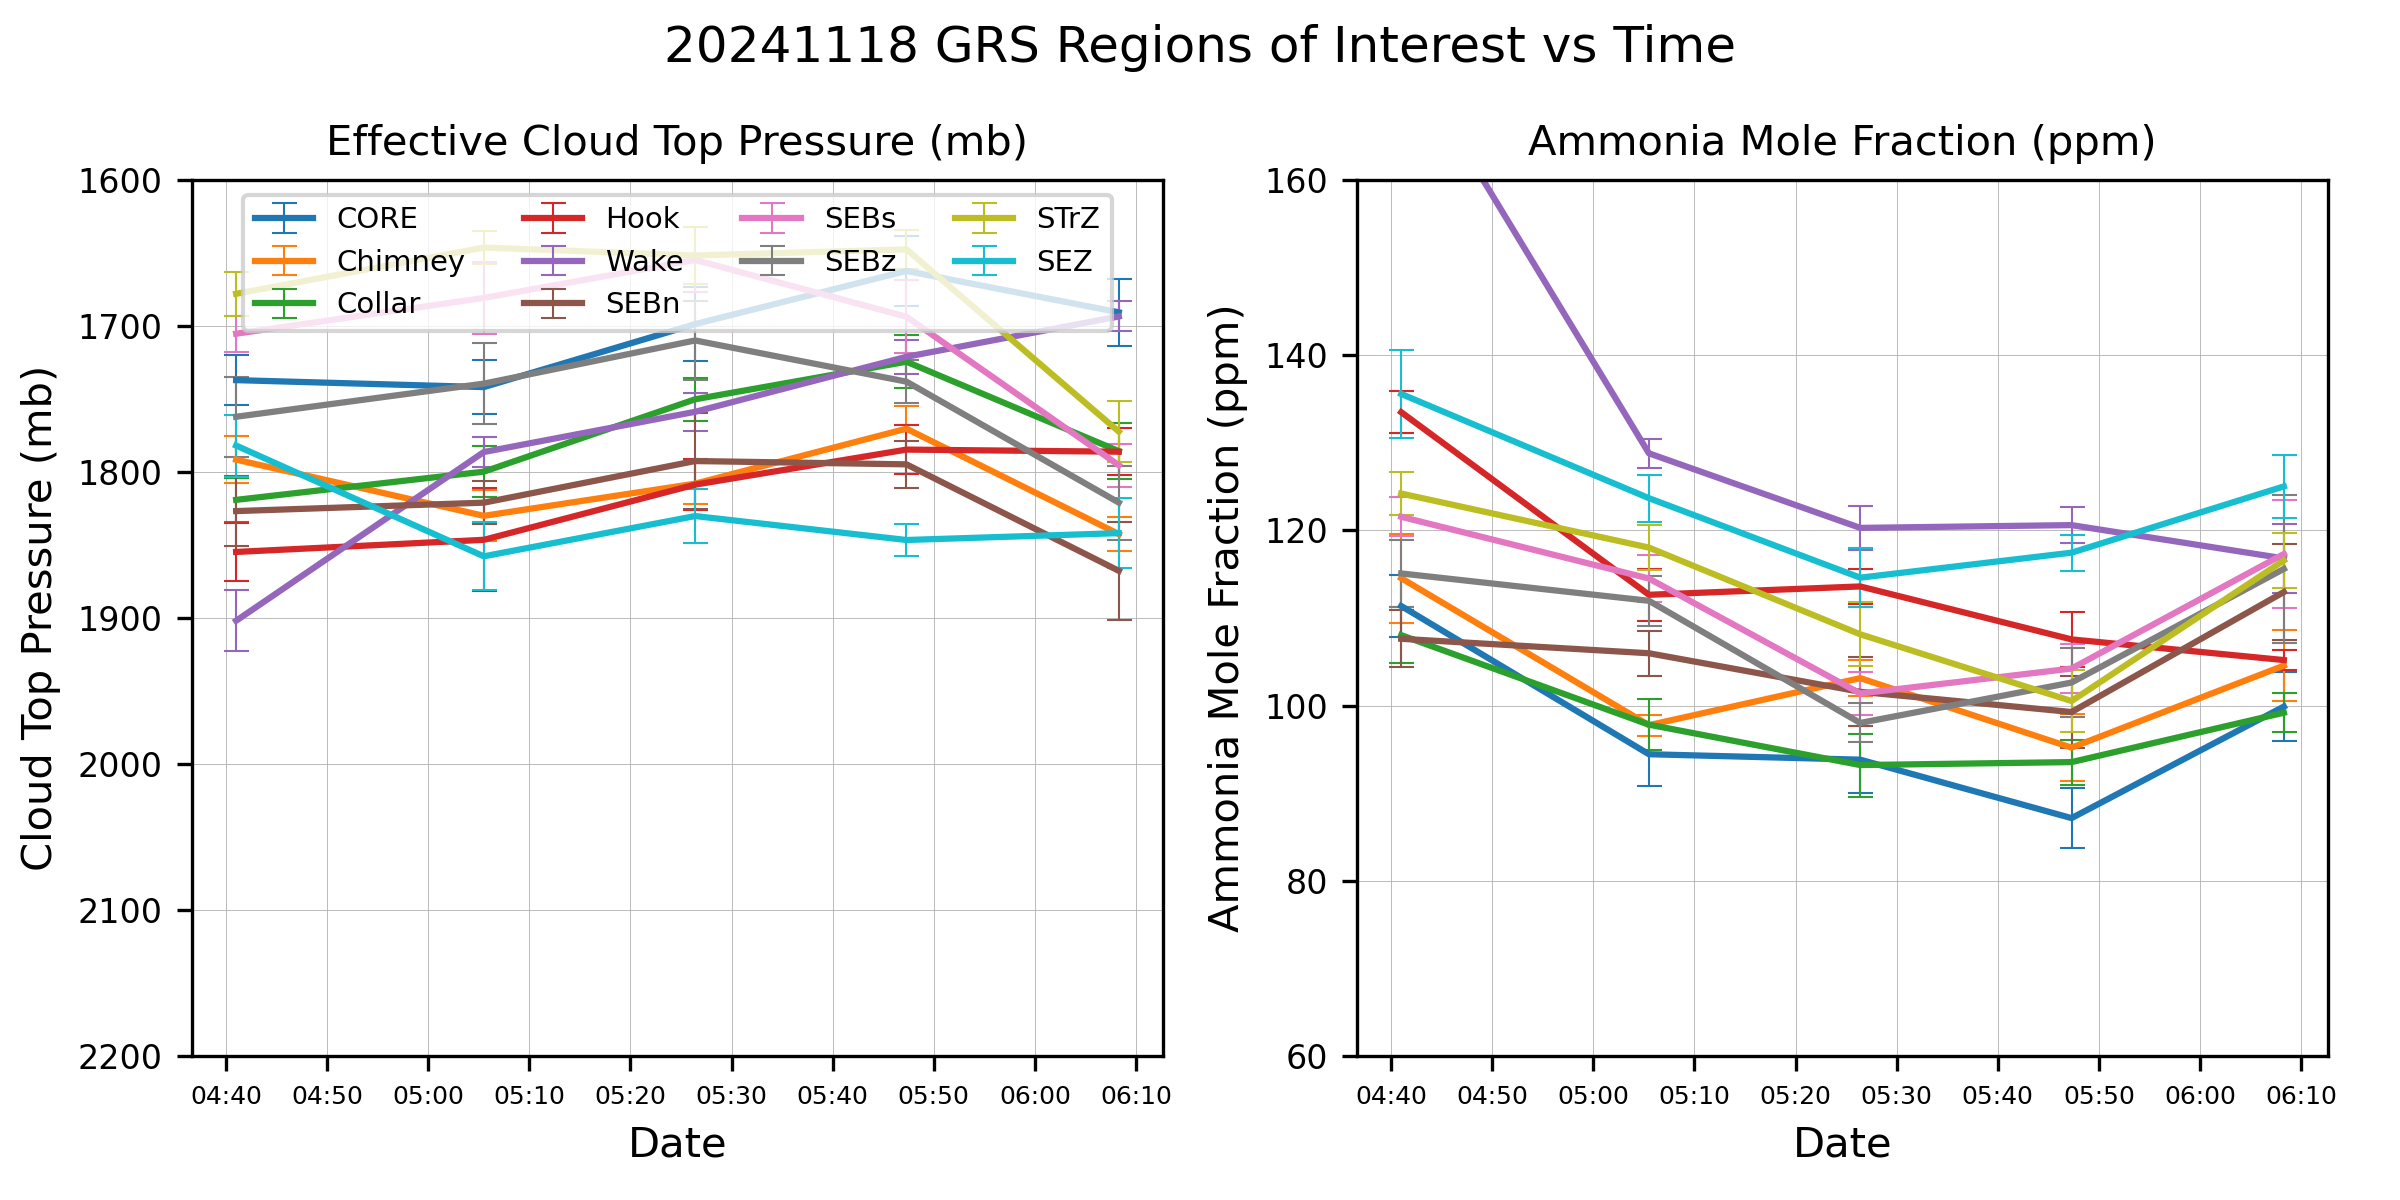 20241118 GRS Regions of Interest vs Time
Effective Cloud Top Pressure (mb)
Cloud Top Pressure (mb)
1600
1700
1800
1900
2000
2100
2200
CORE
Chimney
Collar
Hook
Wake
SEBn
SEBs
SEBz
STrZ
SEZ
04:40 04:50 05:00 05:10 05:20 05:30 05:40 05:50 06:00 06:10
Date
Ammonia Mole Fraction (ppm)
Ammonia Mole Fraction (ppm)
160
140
120
100
80
60
04:40 04:50 05:00 05:10 05:20 05:30 05:40 05:50 06:00 06:10
Date